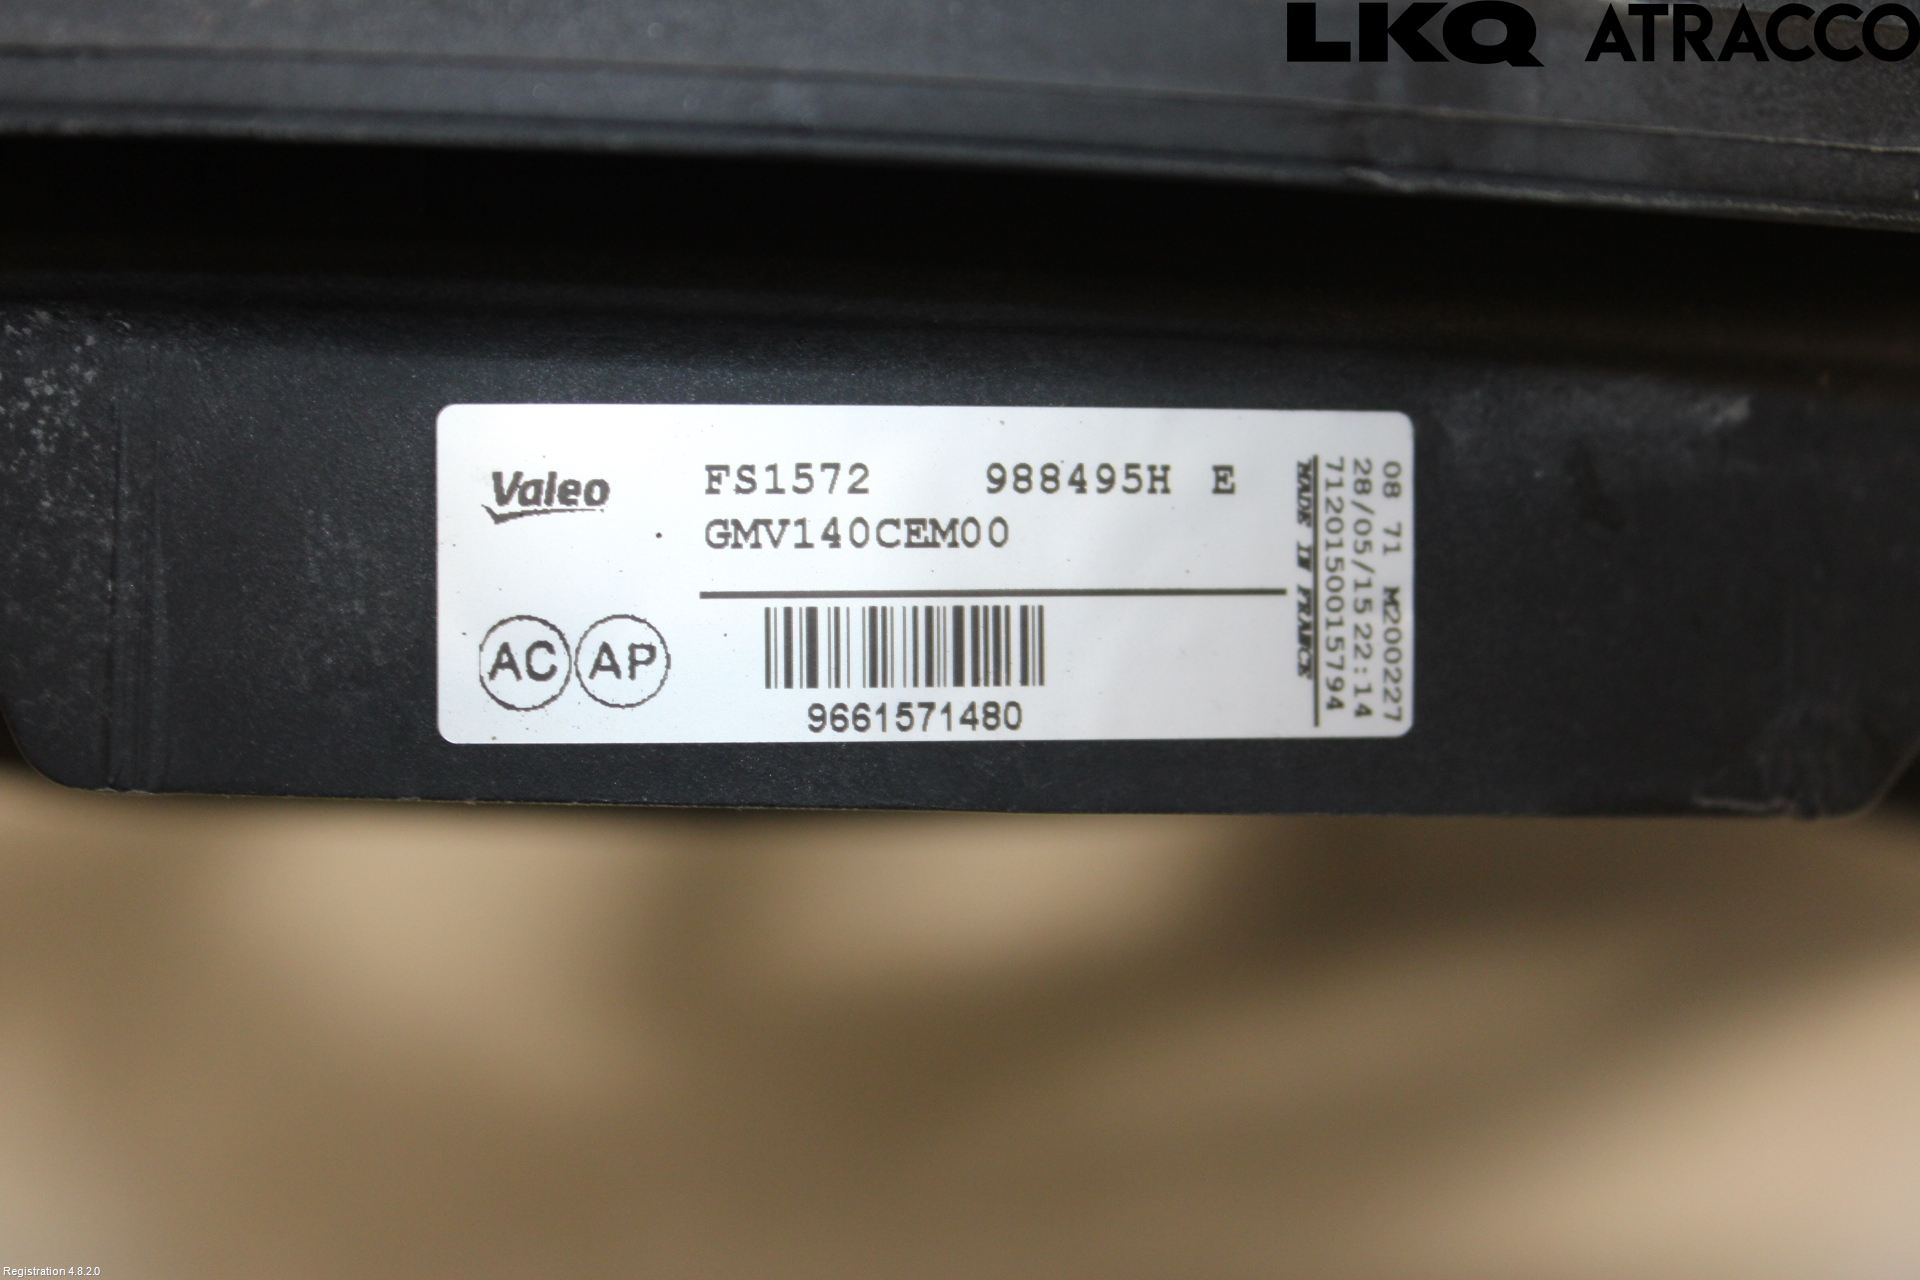 LKQ ATRACCO
Valeo
FS1572 988495H E
GMV140CEM00
AC AP
9661571480
08 71 M200227
28/05/15 22:14
7120150015794
MADE IN FRANCE
Registration 4.8.2.0